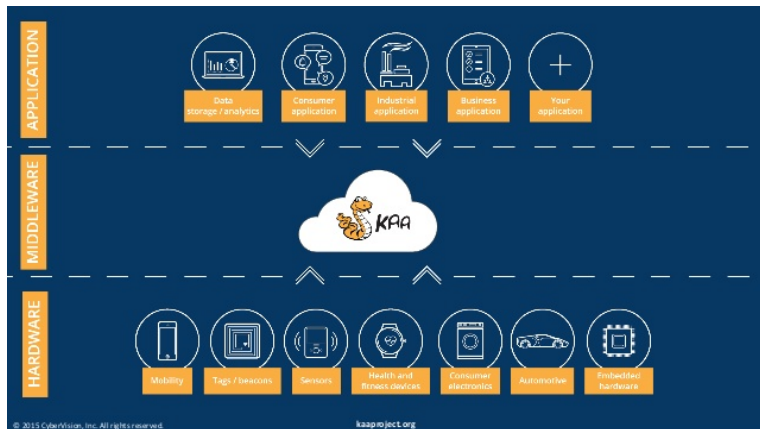 APPLICATION
Data
storage / analytics
Consumer
application
Industrial
application
Business
application
Your
application
MIDDLEWARE
KAA
HARDWARE
Mobility
Tags / beacons
Sensors
Health and
fitness devices
Consumer
electronics
Automotive
Embedded
hardware
© 2015 CyberVision, Inc. All rights reserved.
kaaproject.org